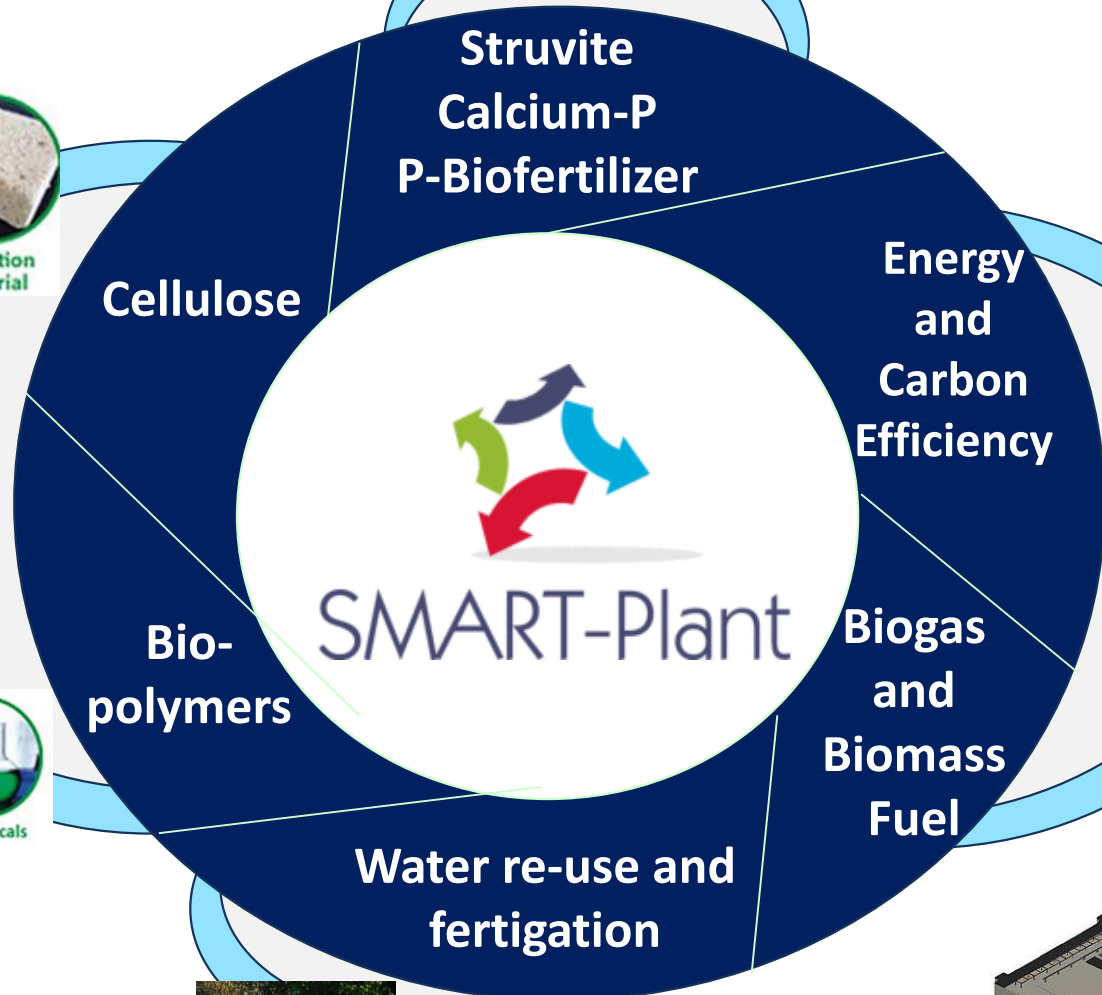 Struvite
Calcium-P
P-Biofertilizer
Energy
and
Carbon
Efficiency
Cellulose
SMART-Plant
Biogas
and
Biomass
Fuel
Bio-
polymers
Water re-use and
fertigation